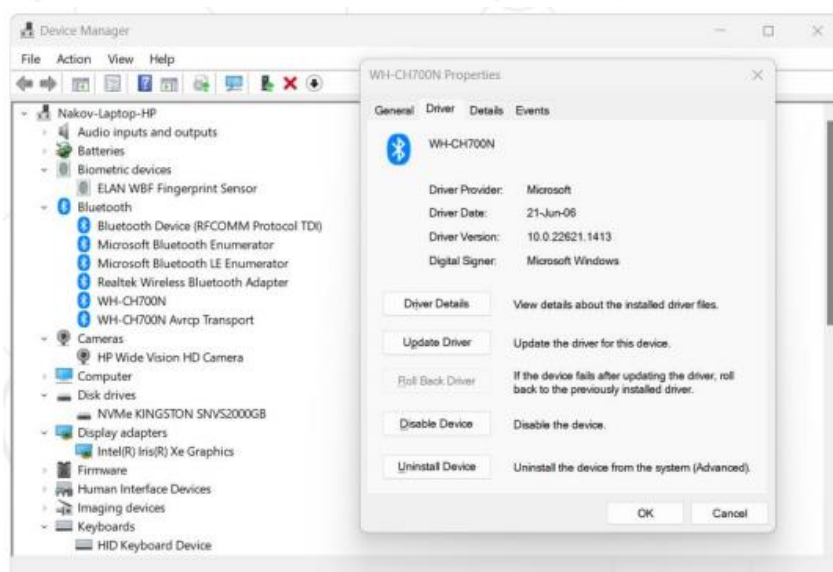 Device Manager
File Action View Help
Nakov-Laptop-HP
Audio inputs and outputs
Batteries
Biometric devices
ELAN WBF Fingerprint Sensor
Bluetooth
Bluetooth Device (RFCOMM Protocol TDI)
Microsoft Bluetooth Enumerator
Microsoft Bluetooth LE Enumerator
Realtek Wireless Bluetooth Adapter
WH-CH700N
WH-CH700N Avrcp Transport
Cameras
HP Wide Vision HD Camera
Computer
Disk drives
NVMe KINGSTON SNVS2000GB
Display adapters
Intel(R) Iris(R) Xe Graphics
Firmware
Human Interface Devices
Imaging devices
Keyboards
HID Keyboard Device
WH-CH700N Properties
General Driver Details Events
WH-CH700N
Driver Provider: Microsoft
Driver Date: 21-Jun-06
Driver Version: 10.0.22621.1413
Digital Signer: Microsoft Windows
Driver Details View details about the installed driver files.
Update Driver Update the driver for this device.
Roll Back Driver If the device fails after updating the driver, roll
back to the previously installed driver.
Disable Device Disable the device.
Uninstall Device Uninstall the device from the system (Advanced).
OK Cancel